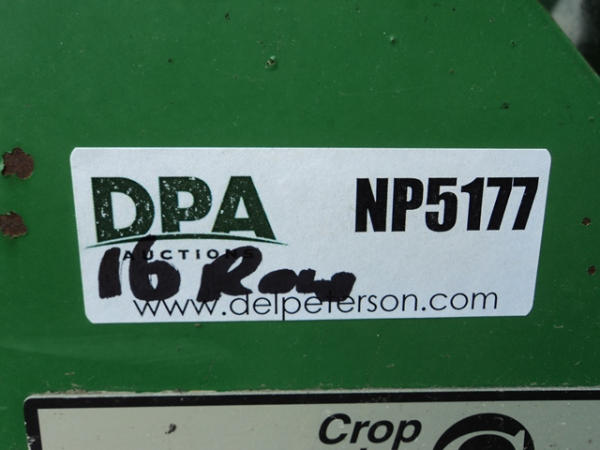 DPA NP5177
AUCTIONS
16 Row
www.delpeterson.com
Crop